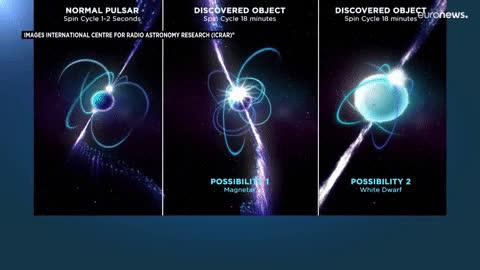 euronews.
NORMAL PULSAR
Spin Cycle 1-2 Seconds
DISCOVERED OBJECT
Spin Cycle 18 minutes
DISCOVERED OBJECT
Spin Cycle 18 minutes
IMAGES INTERNATIONAL CENTRE FOR RADIO ASTRONOMY RESEARCH (ICRAR)"
POSSIBILITY 1
Magnetar
POSSIBILITY 2
White Dwarf